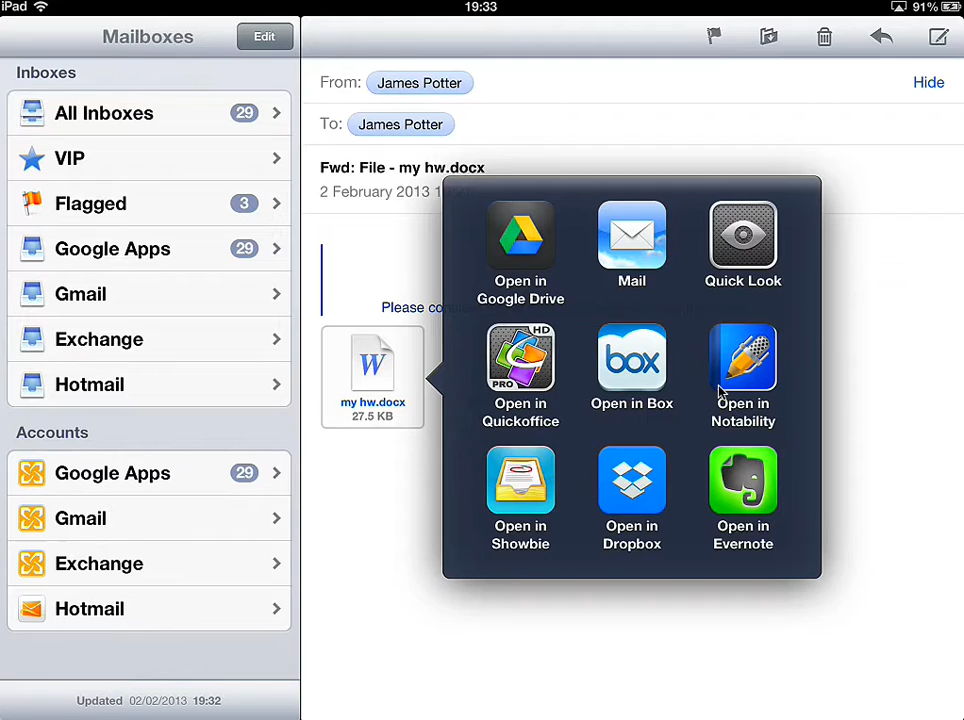 iPad 19:33 91%
Mailboxes Edit
Inboxes
All Inboxes 29
VIP
Flagged 3
Google Apps 29
Gmail
Exchange
Hotmail
Accounts
Google Apps 29
Gmail
Exchange
Hotmail
Updated 02/02/2013 19:32
From: James Potter Hide
To: James Potter
Fwd: File - my hw.docx
2 February 2013
Please
W
my hw.docx
27.5 KB
Open in
Google Drive
Mail
Quick Look
HD
PRO
Open in
Quickoffice
box
Open in Box
Open in
Notability
Open in
Showbie
Open in
Dropbox
Open in
Evernote